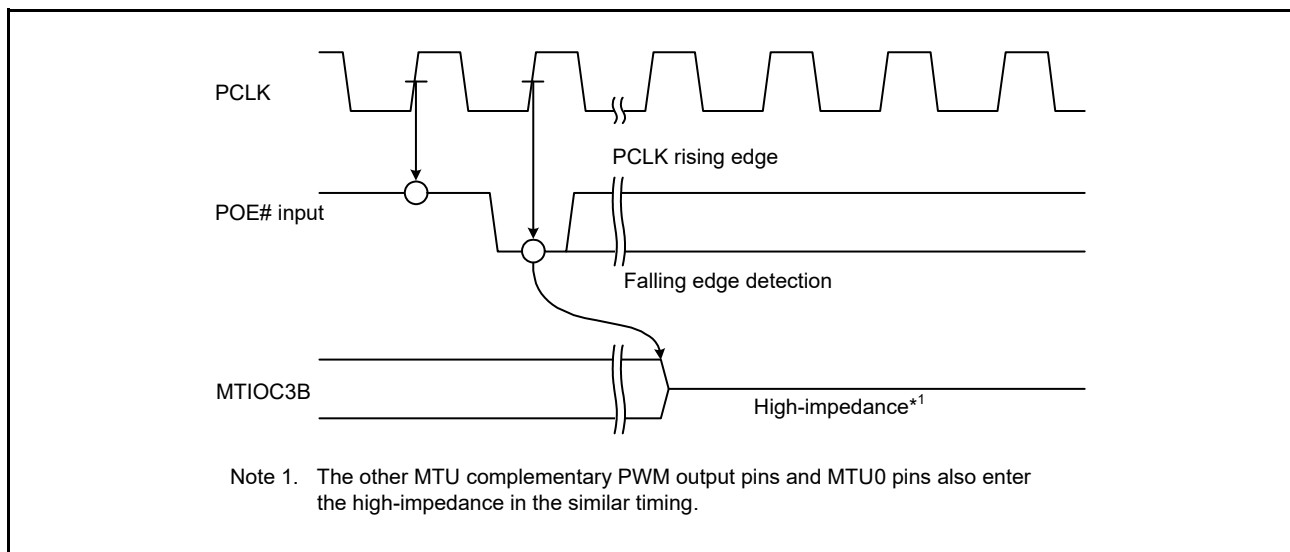 PCLK
PCLK rising edge
POE# input
Falling edge detection
MTIOC3B
High-impedance*1
Note 1. The other MTU complementary PWM output pins and MTU0 pins also enter
the high-impedance in the similar timing.